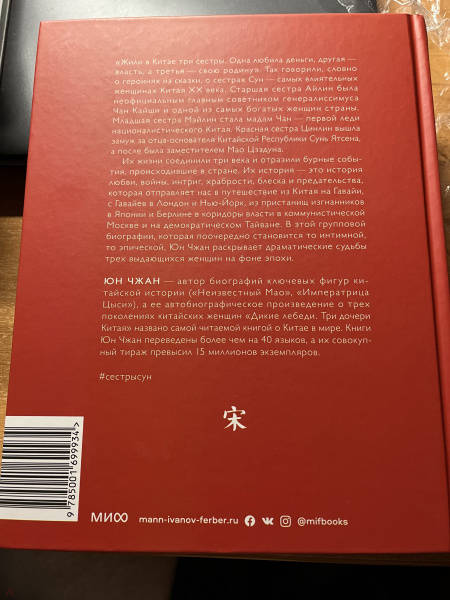 «Жили в Китае три сестры. Одна любила деньги, другая —
власть, а третья — свою родину». Так говорили, словно
о героинях из сказки, о сестрах Сун — самых влиятельных
женщинах Китая XX века. Старшая сестра Айлин была
неофициальным главным советником генералиссимуса
Чан Кайши и одной из самых богатых женщин страны.
Младшая сестра Мэйлин стала мадам Чан — первой леди
националистического Китая. Красная сестра Цинлин вышла
замуж за отца-основателя Китайской Республики Сунь Ятсена,
а после была заместителем Мао Цзэдуна.
Их жизни соединили три века и отразили бурные собы-
тия, происходившие в стране. Их история — это история
любви, войны, интриг, храбрости, блеска и предательства,
которая отправляет нас в путешествие из Китая на Гавайи,
с Гавайев в Лондон и Нью-Йорк, из пристанищ изгнанников
в Японии и Берлине в коридоры власти в коммунистической
Москве и на демократическом Тайване. В этой групповой
биографии, которая поочередно становится то интимной,
то эпической, Юн Чжан раскрывает драматические судьбы
трех выдающихся женщин на фоне эпохи.
ЮН ЧЖАН — автор биографий ключевых фигур ки-
тайской истории («Неизвестный Мао», «Императрица
Цыси»), а ее автобиографическое произведение о трех
поколениях китайских женщин «Дикие лебеди. Три дочери
Китая» названо самой читаемой книгой о Китае в мире. Книги
Юн Чжан переведены более чем на 40 языков, а их совокуп-
ный тираж превысил 15 миллионов экземпляров.
#сестрысун
宋
9 785001 699934>
МИФ mann-ivanov-ferber.ru @mifbooks